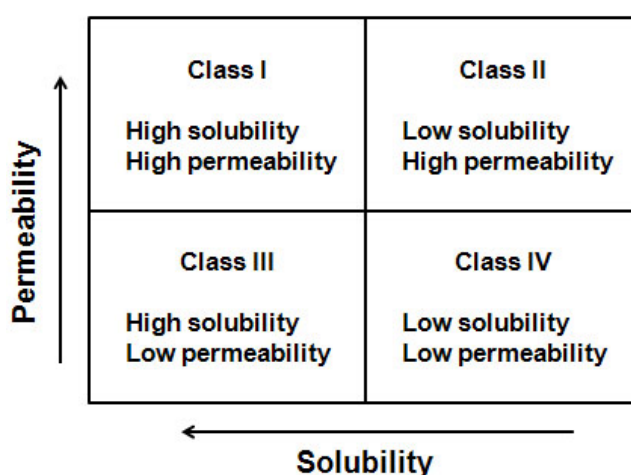 Class I
High solubility
High permeability
Class II
Low solubility
High permeability
Class III
High solubility
Low permeability
Class IV
Low solubility
Low permeability
Permeability
Solubility